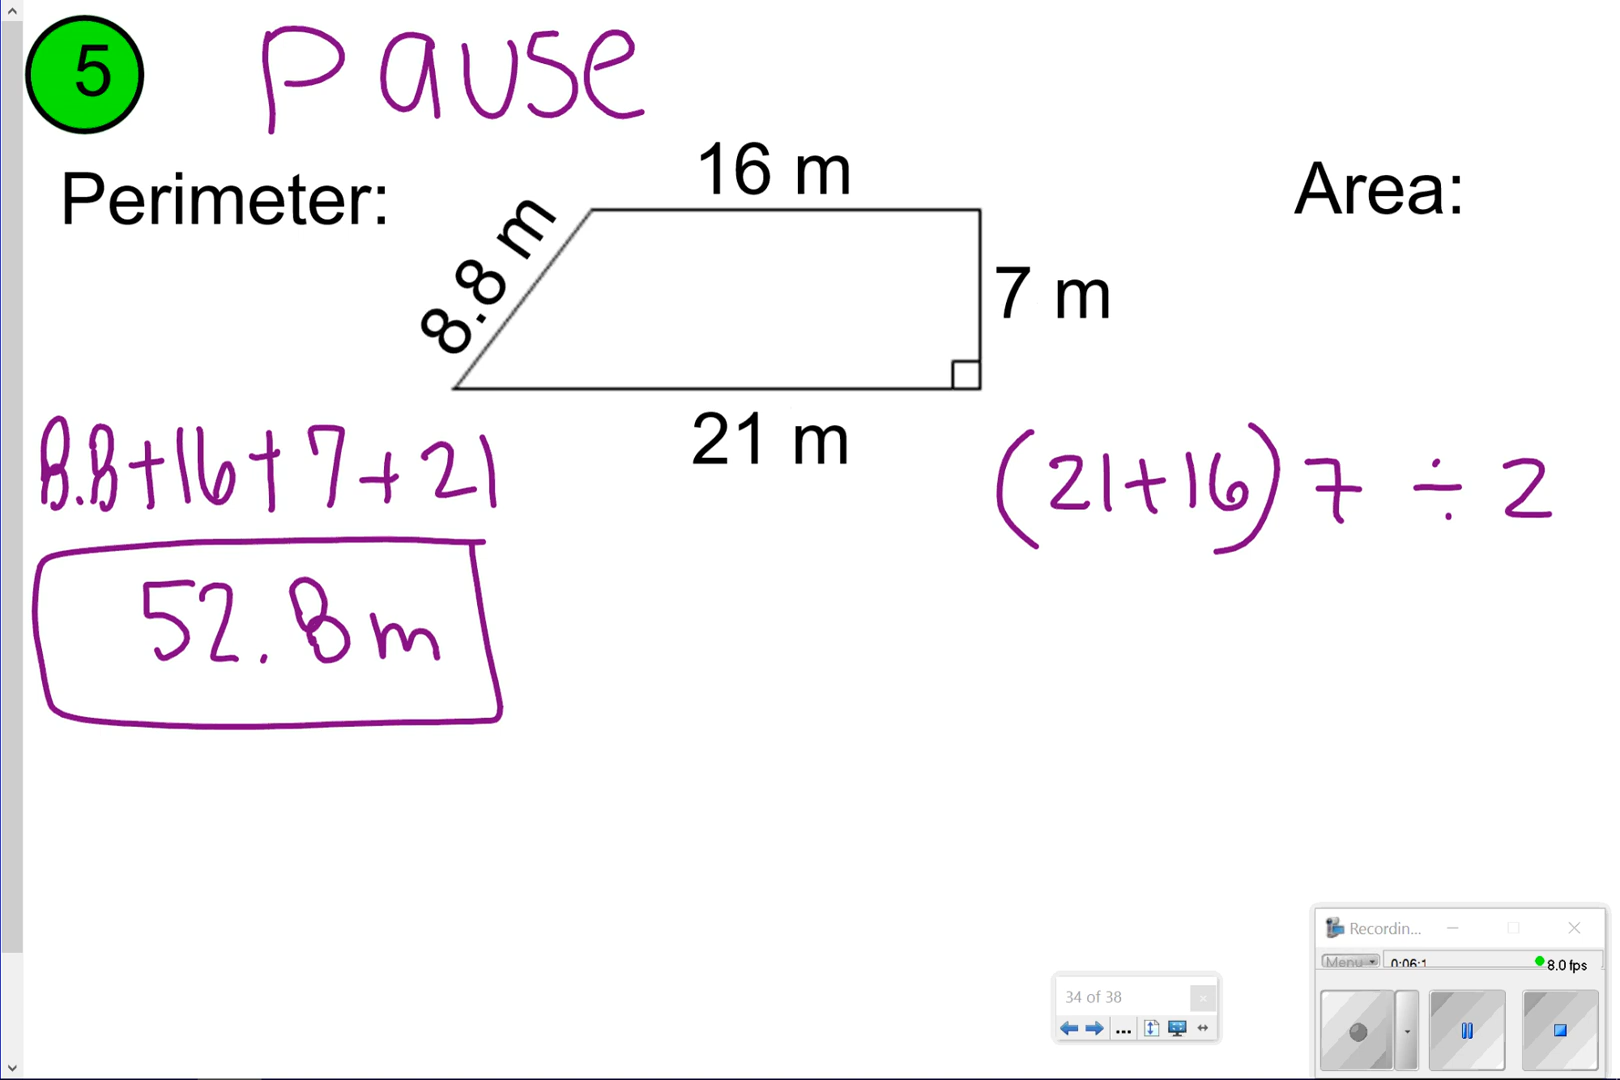 5 Pause
Perimeter:
16 m
Area:
8.8 m
7 m
21 m
8.8+16+7+21
(21+16)7 ÷ 2
52.8 m
Recordin...
Menu
8.0 fps
34 of 38
...